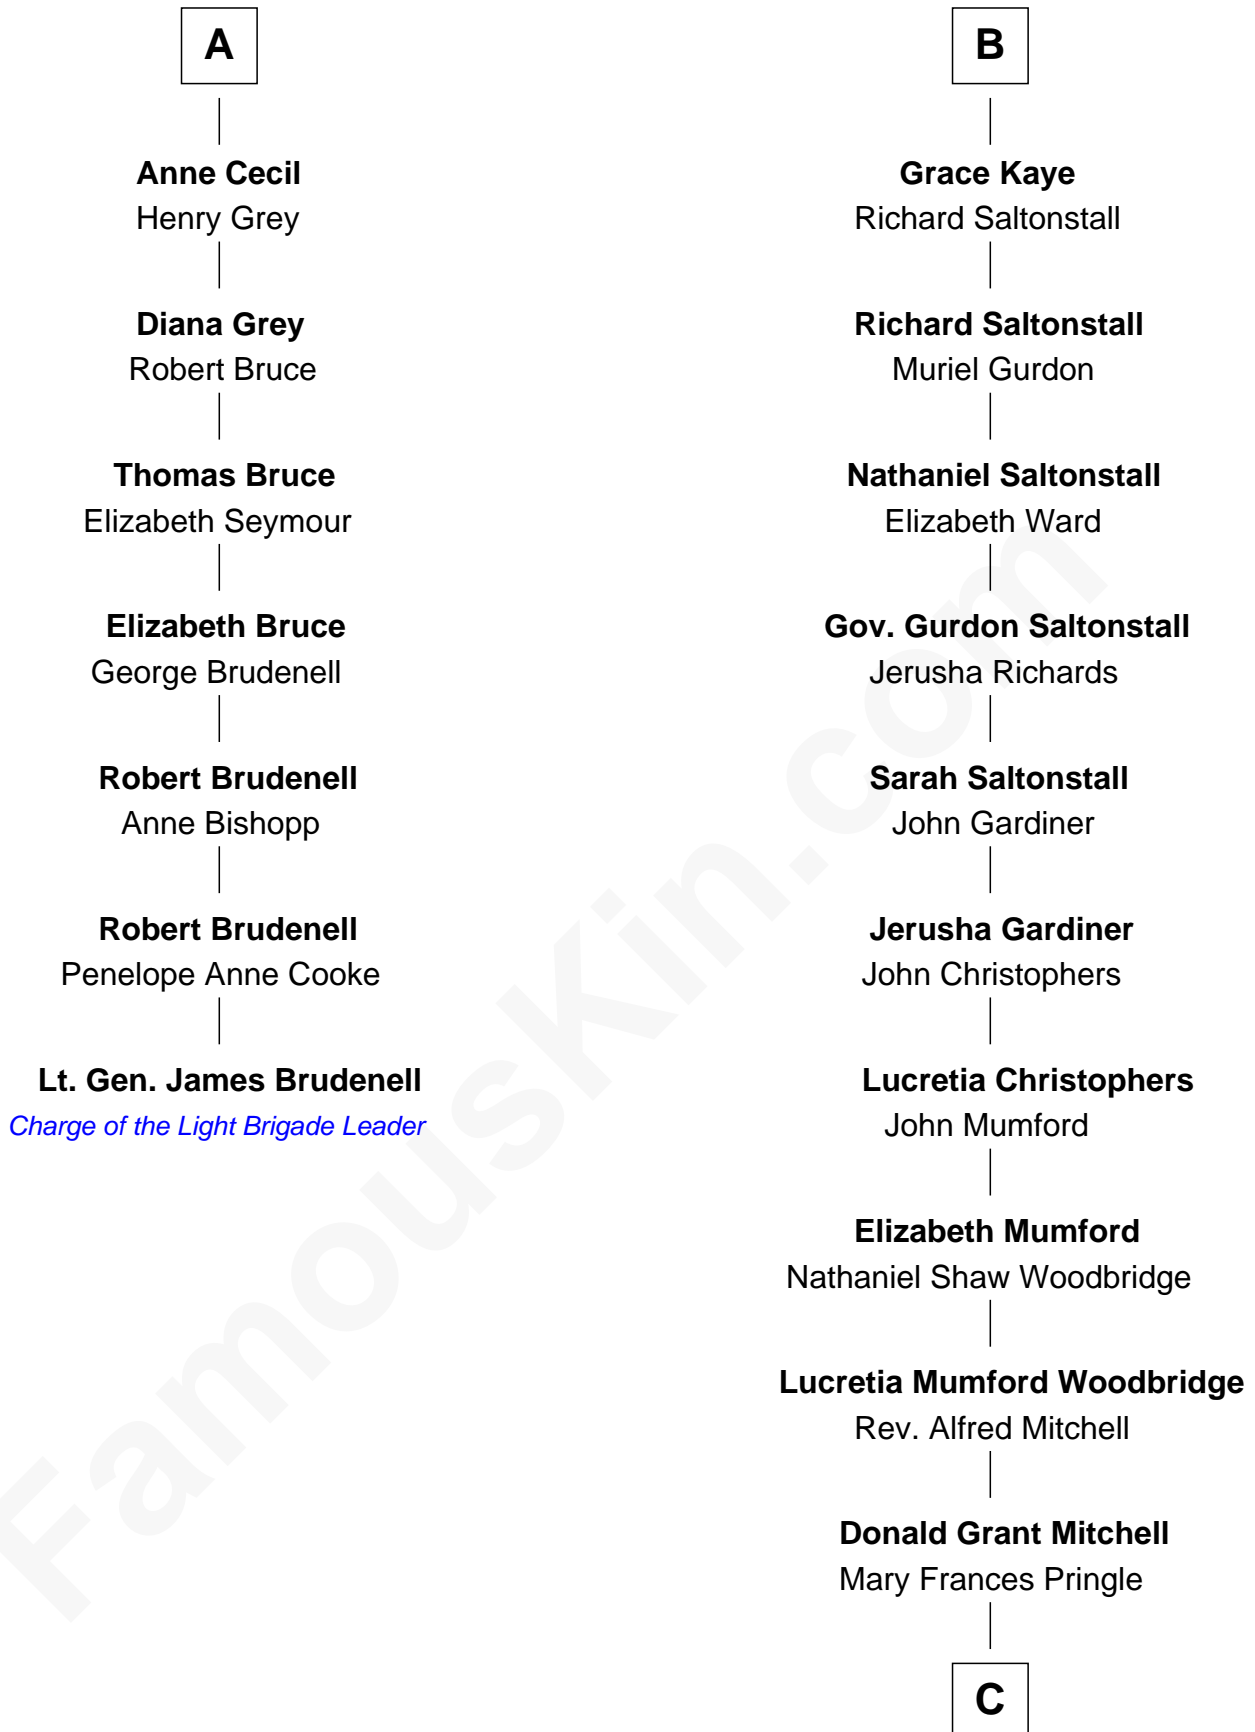 A
Anne Cecil
Henry Grey
Diana Grey
Robert Bruce
Thomas Bruce
Elizabeth Seymour
Elizabeth Bruce
George Brudenell
Robert Brudenell
Anne Bishopp
Robert Brudenell
Penelope Anne Cooke
Lt. Gen. James Brudenell
Charge of the Light Brigade Leader
B
Grace Kaye
Richard Saltonstall
Richard Saltonstall
Muriel Gurdon
Nathaniel Saltonstall
Elizabeth Ward
Gov. Gurdon Saltonstall
Jerusha Richards
Sarah Saltonstall
John Gardiner
Jerusha Gardiner
John Christophers
Lucretia Christophers
John Mumford
Elizabeth Mumford
Nathaniel Shaw Woodbridge
Lucretia Mumford Woodbridge
Rev. Alfred Mitchell
Donald Grant Mitchell
Mary Frances Pringle
C
FamousKin.com